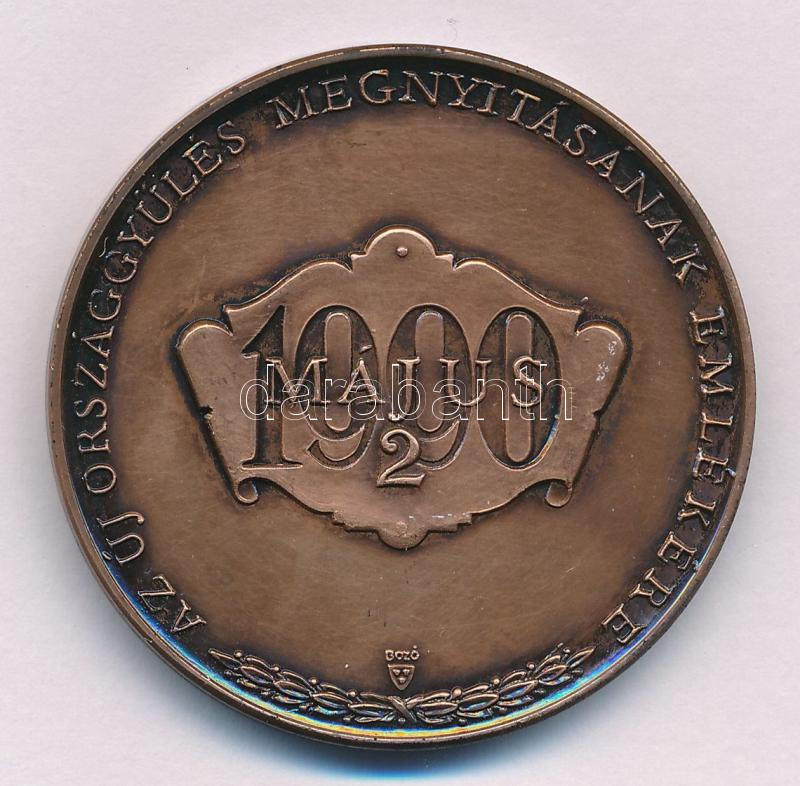 AZ ÚJ ORSZÁGGYŰLÉS MEGNYITÁSÁNAK EMLÉKÉRE
1990
MÁJUS
2
darabanth
BOZÓ